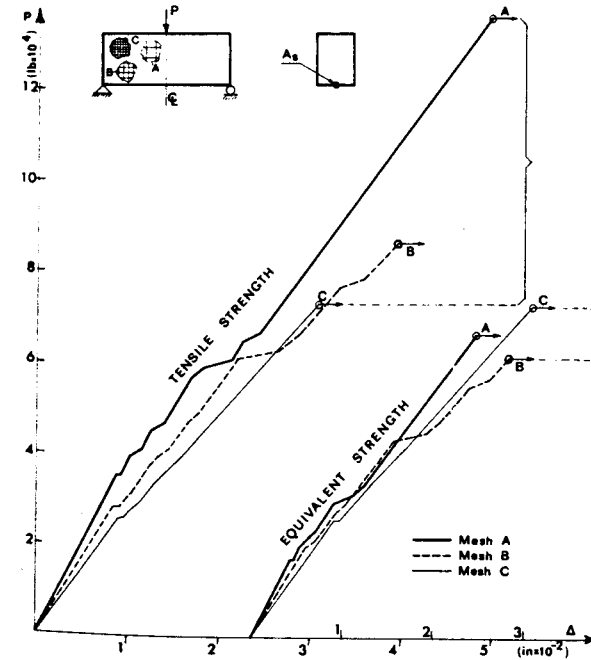 P
(lb×10⁴)
P
C
B
A
℄
As
A
12
10
8
6
4
2
B
C
C
A
B
TENSILE STRENGTH
EQUIVALENT STRENGTH
Mesh A
Mesh B
Mesh C
1
2
3
4
5
1
2
3
Δ
(in×10⁻²)